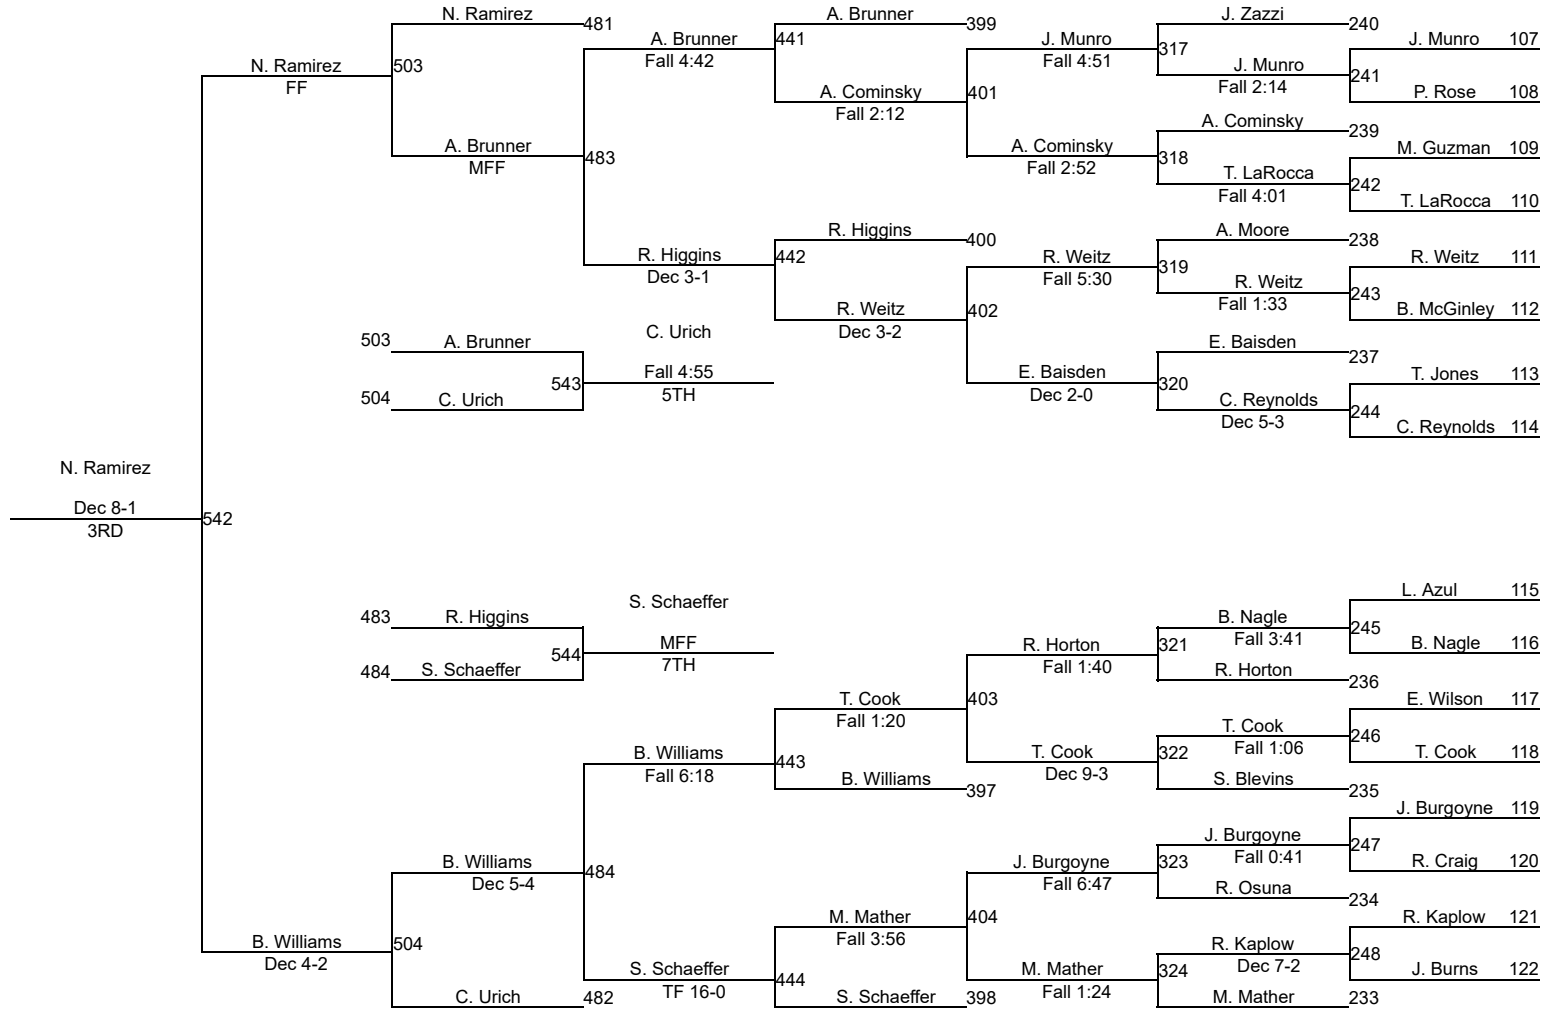 N. Ramirez
481
A. Brunner
399
J. Zazzi
240
A. Brunner
441
J. Munro
317
J. Munro 107
Fall 4:42
Fall 4:51
N. Ramirez
503
J. Munro
241
FF
A. Cominsky
401
Fall 2:14
P. Rose 108
Fall 2:12
A. Cominsky
239
A. Brunner
483
A. Cominsky
318
M. Guzman 109
MFF
Fall 2:52
T. LaRocca
242
Fall 4:01
T. LaRocca 110
R. Higgins
400
A. Moore
238
R. Higgins
442
R. Weitz
319
R. Weitz 111
Dec 3-1
Fall 5:30
R. Weitz
243
R. Weitz
402
Fall 1:33
B. McGinley 112
Dec 3-2
C. Urich
503
A. Brunner
E. Baisden
237
Fall 4:55
543
E. Baisden
320
T. Jones 113
5TH
Dec 2-0
504
C. Urich
C. Reynolds
244
Dec 5-3
C. Reynolds 114
N. Ramirez
Dec 8-1
542
3RD
L. Azul 115
S. Schaeffer
483
R. Higgins
B. Nagle
245
MFF
544
R. Horton
321
Fall 3:41
B. Nagle 116
7TH
Fall 1:40
484
S. Schaeffer
R. Horton
236
T. Cook
403
E. Wilson 117
Fall 1:20
T. Cook
246
B. Williams
443
T. Cook
322
Fall 1:06
T. Cook 118
Fall 6:18
Dec 9-3
B. Williams
397
S. Blevins
235
J. Burgoyne 119
J. Burgoyne
247
B. Williams
484
J. Burgoyne
323
Fall 0:41
R. Craig 120
Dec 5-4
Fall 6:47
R. Osuna
234
M. Mather
404
R. Kaplow 121
Fall 3:56
B. Williams
504
R. Kaplow
248
Dec 4-2
S. Schaeffer
444
M. Mather
324
Dec 7-2
J. Burns 122
TF 16-0
Fall 1:24
C. Urich
482
S. Schaeffer
398
M. Mather
233